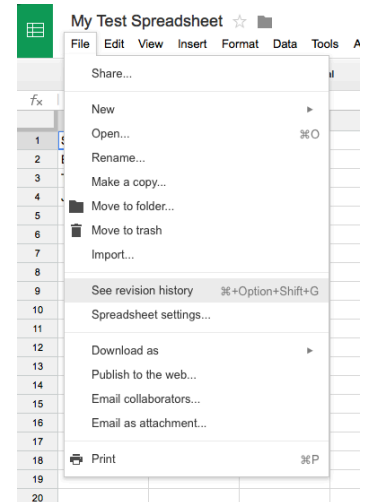 My Test Spreadsheet
File Edit View Insert Format Data Tools
Share...
fx
New
Open... ⌘O
Rename...
Make a copy...
Move to folder...
Move to trash
Import...
See revision history ⌘+Option+Shift+G
Spreadsheet settings...
Download as
Publish to the web...
Email collaborators...
Email as attachment...
Print ⌘P
1
2
3
4
5
6
7
8
9
10
11
12
13
14
15
16
17
18
19
20